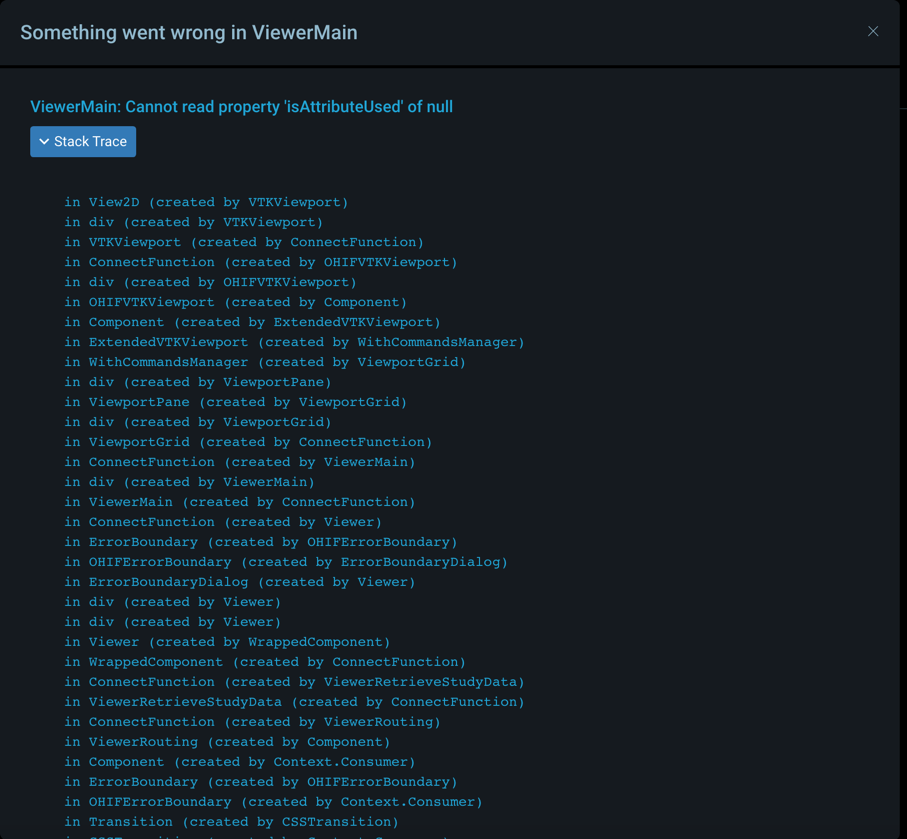 Something went wrong in ViewerMain
ViewerMain: Cannot read property 'isAttributeUsed' of null
Stack Trace
in View2D (created by VTKViewport)
in div (created by VTKViewport)
in VTKViewport (created by ConnectFunction)
in ConnectFunction (created by OHIFVTKViewport)
in div (created by OHIFVTKViewport)
in OHIFVTKViewport (created by Component)
in Component (created by ExtendedVTKViewport)
in ExtendedVTKViewport (created by WithCommandsManager)
in WithCommandsManager (created by ViewportGrid)
in div (created by ViewportPane)
in ViewportPane (created by ViewportGrid)
in div (created by ViewportGrid)
in ViewportGrid (created by ConnectFunction)
in ConnectFunction (created by ViewerMain)
in div (created by ViewerMain)
in ViewerMain (created by ConnectFunction)
in ConnectFunction (created by Viewer)
in ErrorBoundary (created by OHIFErrorBoundary)
in OHIFErrorBoundary (created by ErrorBoundaryDialog)
in ErrorBoundaryDialog (created by Viewer)
in div (created by Viewer)
in div (created by Viewer)
in Viewer (created by WrappedComponent)
in WrappedComponent (created by ConnectFunction)
in ConnectFunction (created by ViewerRetrieveStudyData)
in ViewerRetrieveStudyData (created by ConnectFunction)
in ConnectFunction (created by ViewerRouting)
in ViewerRouting (created by Component)
in Component (created by Context.Consumer)
in ErrorBoundary (created by OHIFErrorBoundary)
in OHIFErrorBoundary (created by Context.Consumer)
in Transition (created by CSSTransition)